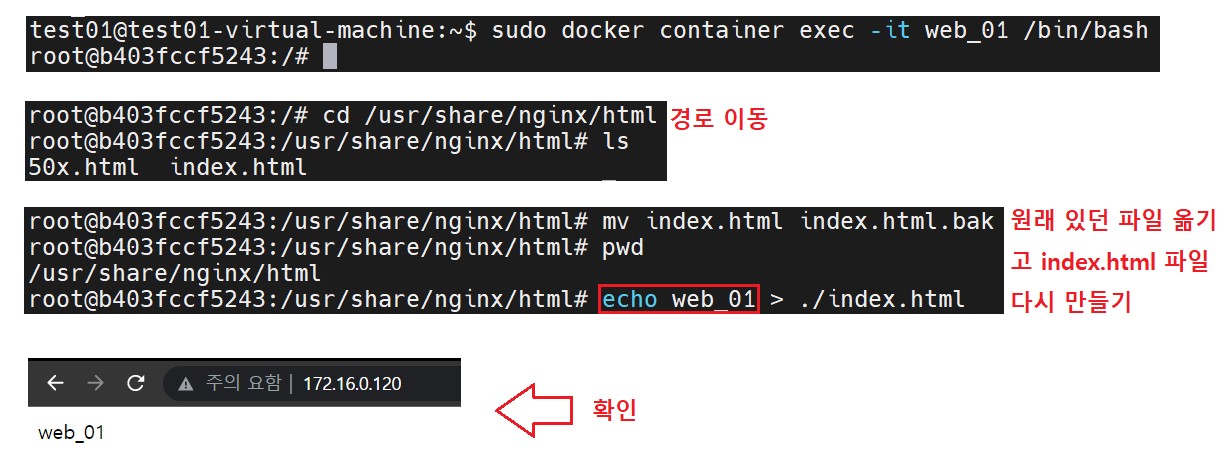 test01@test01-virtual-machine:~$ sudo docker container exec -it web_01 /bin/bash
root@b403fccf5243:/#
root@b403fccf5243:/# cd /usr/share/nginx/html 경로 이동
root@b403fccf5243:/usr/share/nginx/html# ls
50x.html  index.html
root@b403fccf5243:/usr/share/nginx/html# mv index.html index.html.bak 원래 있던 파일 옮기
root@b403fccf5243:/usr/share/nginx/html# pwd
/usr/share/nginx/html 고 index.html 파일
root@b403fccf5243:/usr/share/nginx/html# echo web_01 > ./index.html 다시 만들기
주의 요함 | 172.16.0.120
확인
web_01